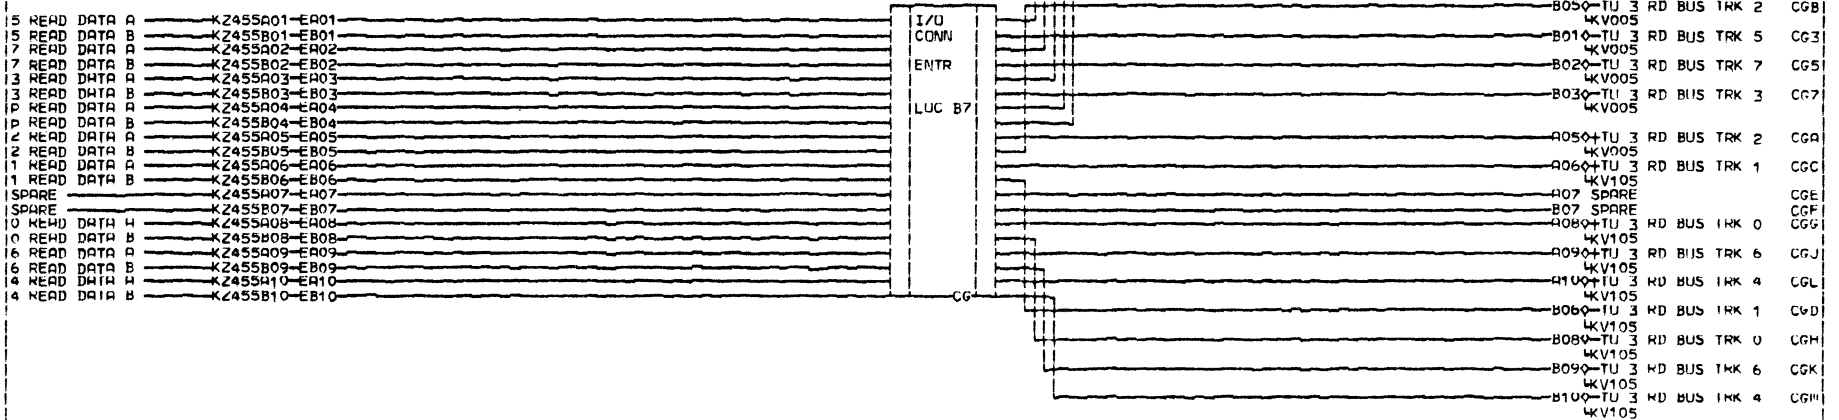 5 READ DATA A KZ455A01 EA01
5 READ DATA B KZ455B01 EB01
7 READ DATA A KZ455A02 EA02
7 READ DATA B KZ455B02 EB02
3 READ DATA A KZ455A03 EA03
3 READ DATA B KZ455B03 EB03
P READ DATA A KZ455A04 EA04
P READ DATA B KZ455B04 EB04
2 READ DATA A KZ455A05 EA05
2 READ DATA B KZ455B05 EB05
1 READ DATA A KZ455A06 EA06
1 READ DATA B KZ455B06 EB06
SPARE KZ455A07 EA07
SPARE KZ455B07 EB07
0 READ DATA A KZ455A08 EA08
0 READ DATA B KZ455B08 EB08
6 READ DATA A KZ455A09 EA09
6 READ DATA B KZ455B09 EB09
4 READ DATA A KZ455A10 EA10
4 READ DATA B KZ455B10 EB10
I/O
CONN
ENTR
LUC B7
CG
B05 -TU 3 RD BUS TRK 2 CGB
KV005
B01 -TU 3 RD BUS TRK 5 CG3
KV005
B02 -TU 3 RD BUS TRK 7 CG5
KV005
B03 -TU 3 RD BUS TRK 3 CG7
KV005
A05 +TU 3 RD BUS TRK 2 CGA
KV005
A06 +TU 3 RD BUS TRK 1 CGC
KV105
A07 SPARE CGE
B07 SPARE CGF
A08 +TU 3 RD BUS TRK 0 CGG
KV105
A09 +TU 3 RD BUS TRK 6 CGJ
KV105
A10 +TU 3 RD BUS TRK 4 CGL
KV105
B06 -TU 3 RD BUS TRK 1 CGD
KV105
B08 -TU 3 RD BUS TRK 0 CGH
KV105
B09 -TU 3 RD BUS TRK 6 CGK
KV105
B10 -TU 3 RD BUS TRK 4 CGM
KV105